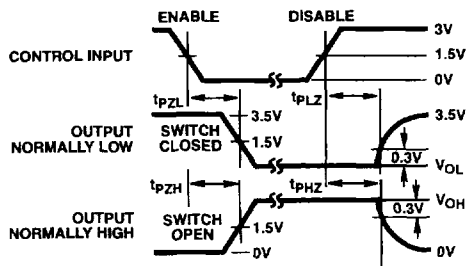 ENABLE DISABLE
3V
CONTROL INPUT 1.5V
0V
tPZL tPLZ
3.5V 3.5V
OUTPUT NORMALLY LOW
SWITCH CLOSED
1.5V
0.3V
VOL
tPZH tPHZ
VOH
0.3V
OUTPUT NORMALLY HIGH
SWITCH OPEN
1.5V
0V 0V